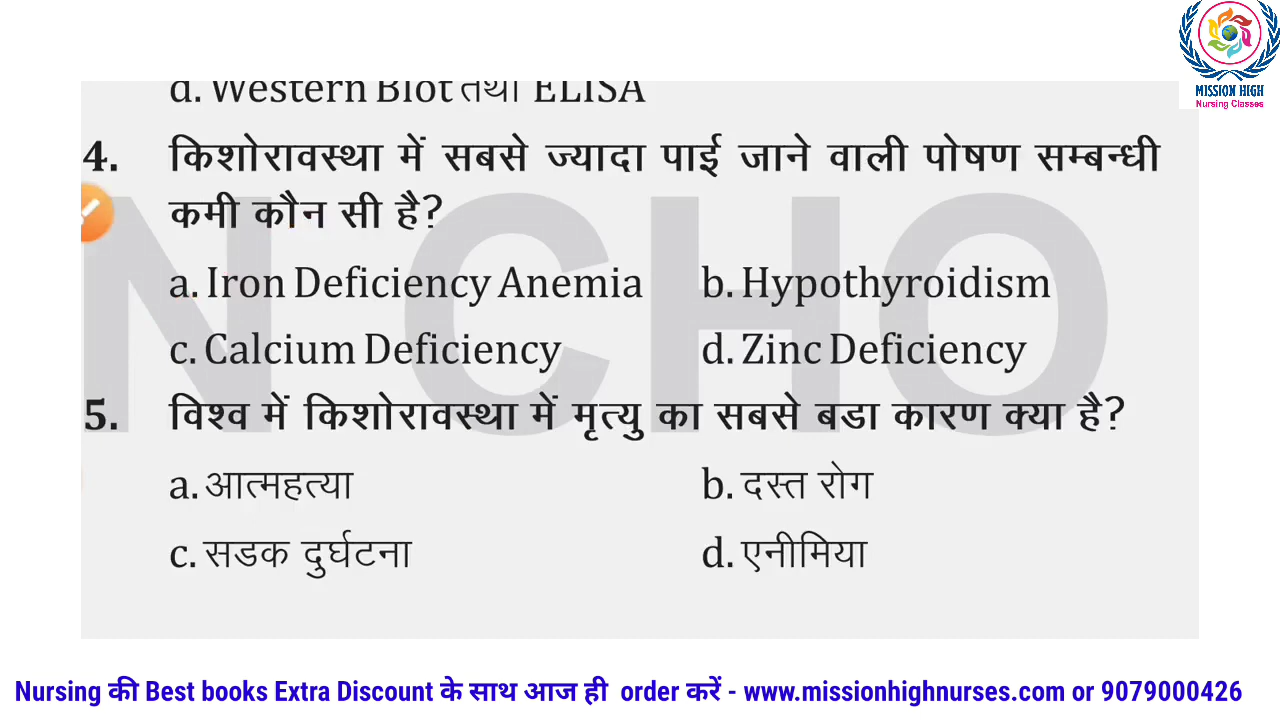 MISSION HIGH
Nursing Classes
d. Western Blot तथा ELISA
4. किशोरावस्था में सबसे ज्यादा पाई जाने वाली पोषण सम्बन्धी
कमी कौन सी है?
a. Iron Deficiency Anemia b. Hypothyroidism
c. Calcium Deficiency d. Zinc Deficiency
5. विश्व में किशोरावस्था में मृत्यु का सबसे बडा कारण क्या है?
a. आत्महत्या b. दस्त रोग
c. सडक दुर्घटना d. एनीमिया
N CHO
Nursing की Best books Extra Discount के साथ आज ही order करें - www.missionhighnurses.com or 9079000426